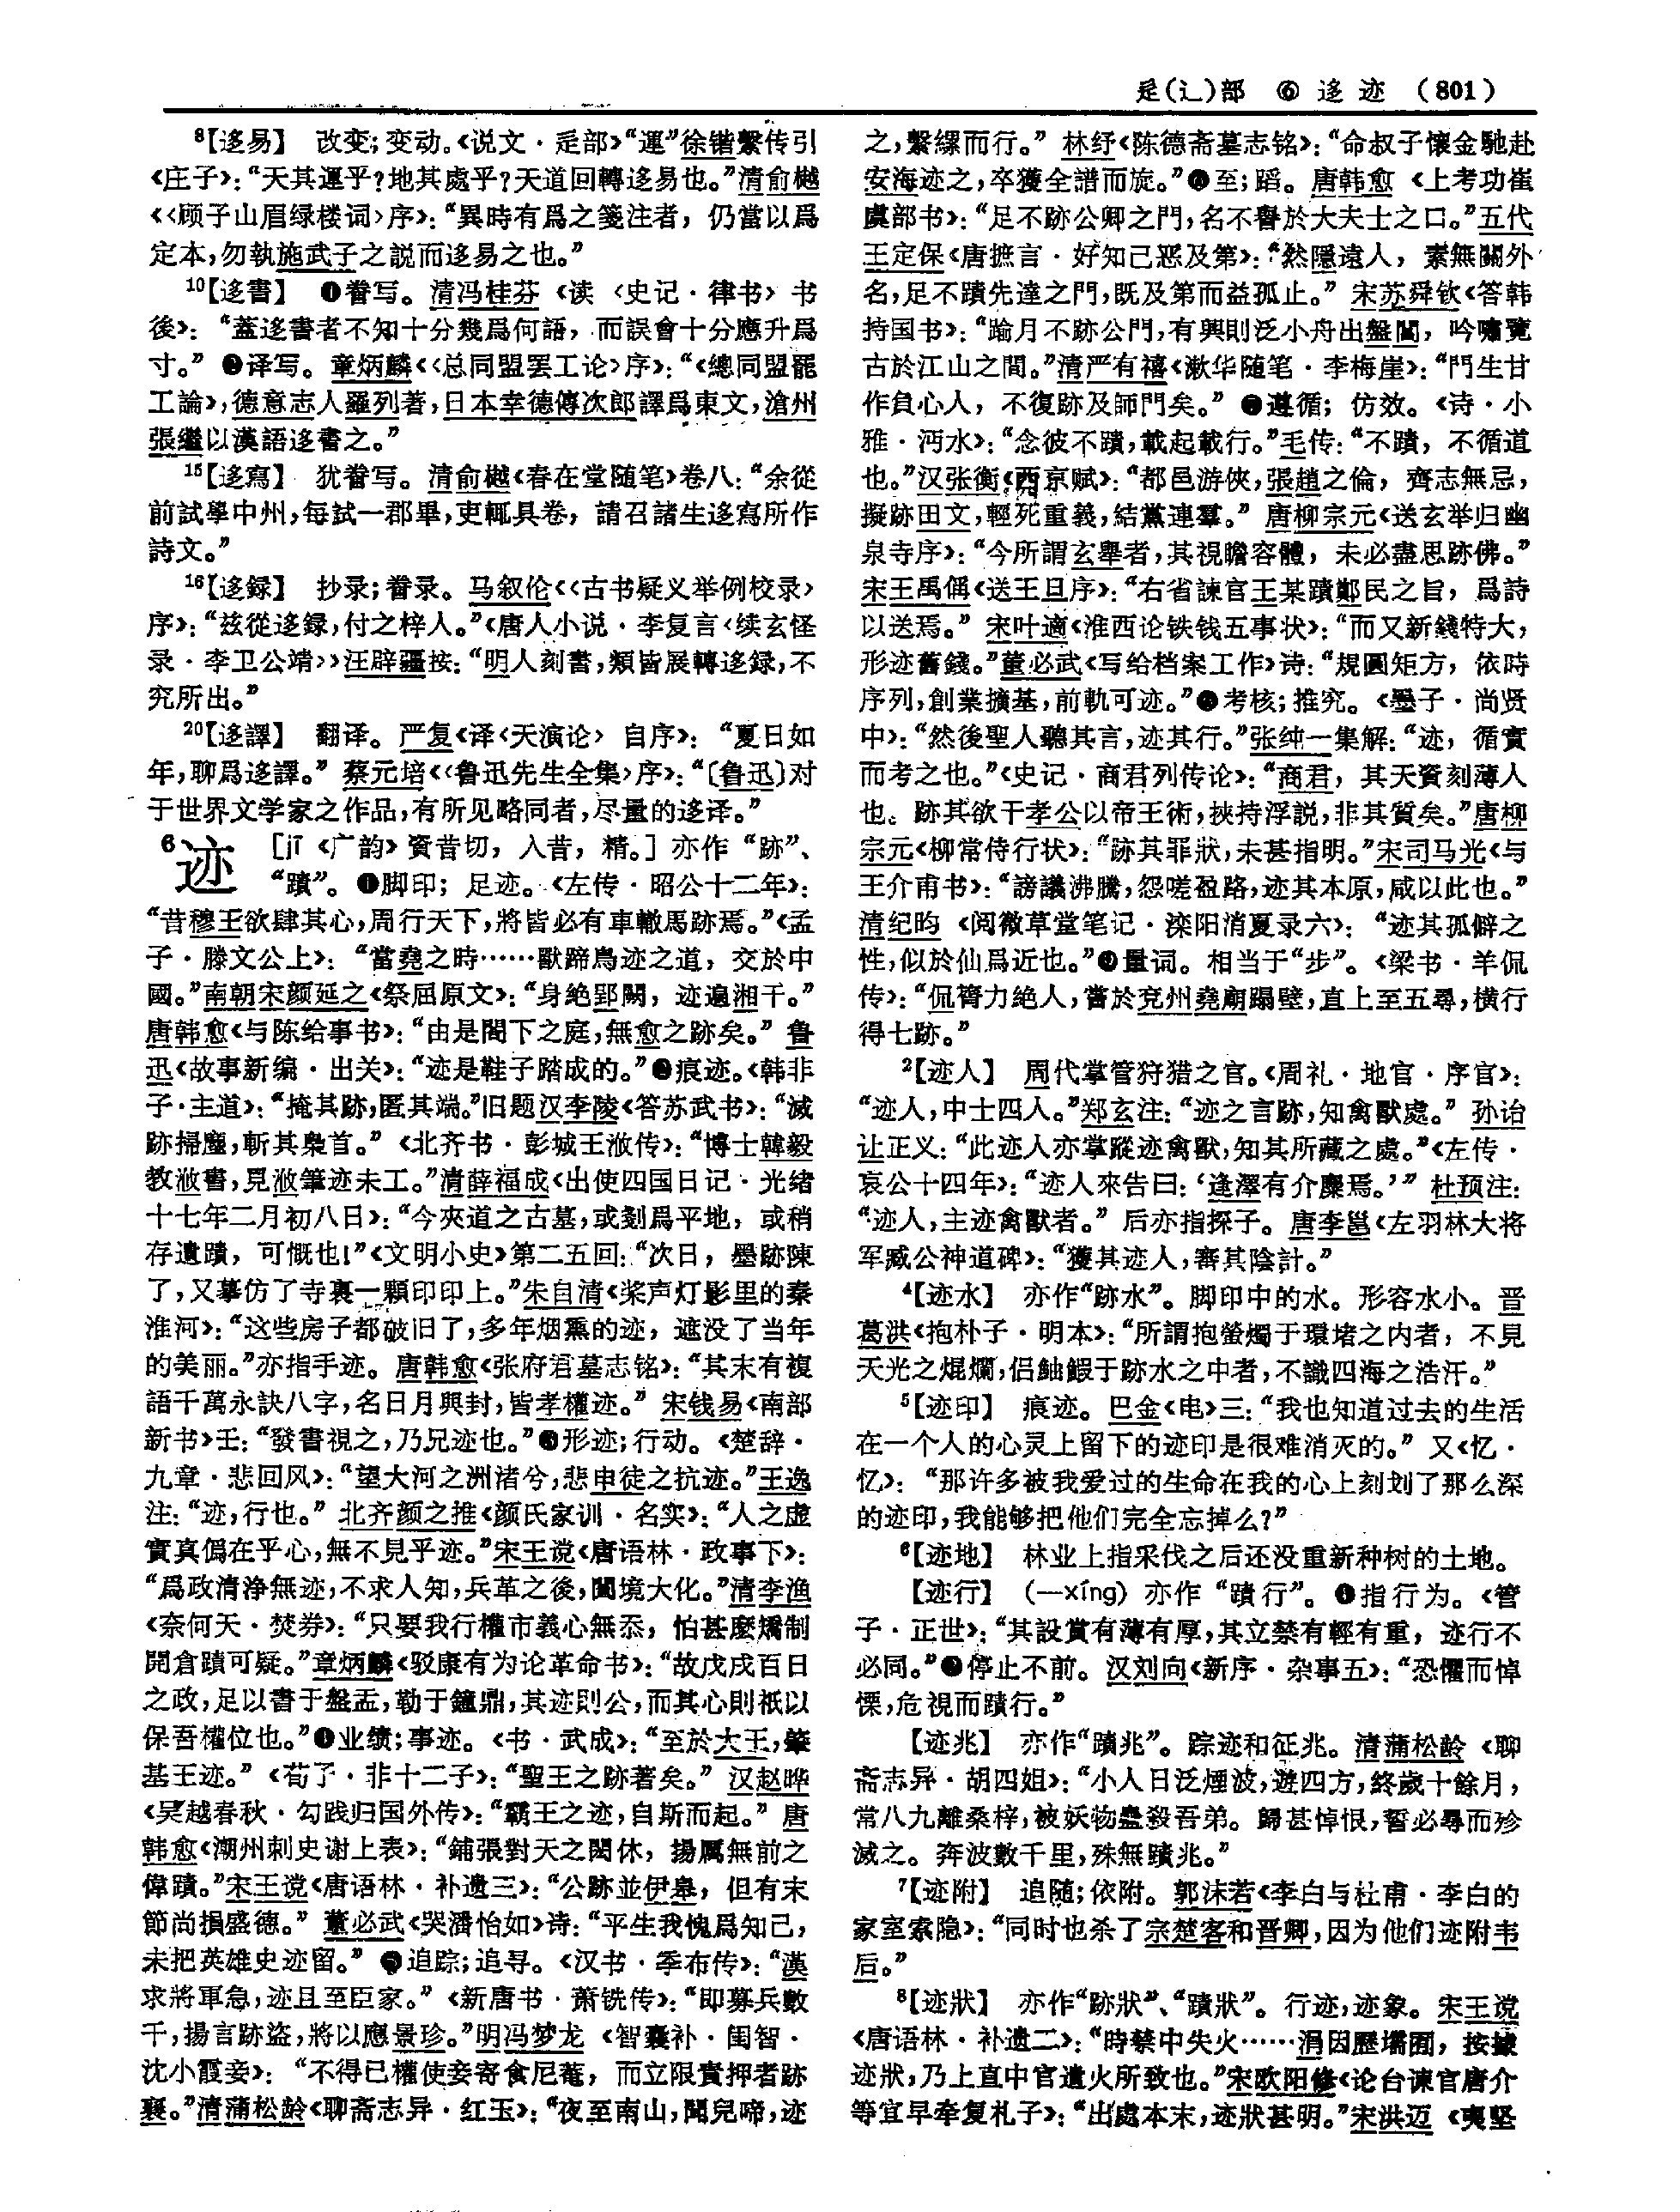 辵(辶)部 ⑥ 迻 迹 (801)
⁸【迻易】 改变;变动。《说文·辵部》“運”徐锴繫传引
《庄子》:“天其運乎?地其處乎?天道回轉迻易也。”清俞樾
《〈顾子山眉绿楼词〉序》:“異時有爲之箋注者,仍當以爲
定本,勿執施武子之説而迻易之也。”
¹⁰【迻書】 ❶誊写。清冯桂芬《读〈史记·律书〉书
後》:“蓋迻書者不知十分幾爲何語,而誤會十分應升爲
寸。”❷译写。章炳麟《〈总同盟罢工论〉序》:“《總同盟罷
工論》,德意志人羅列著,日本幸德傳次郎譯爲東文,滄州
張繼以漢語迻書之。”
¹⁵【迻寫】 犹誊写。清俞樾《春在堂随笔》卷八:“余從
前試學中州,每試一郡畢,吏輒具卷,請召諸生迻寫所作
詩文。”
¹⁶【迻録】 抄录;誊录。马叙伦《〈古书疑义举例校录〉
序》:“兹從迻録,付之梓人。”《唐人小说·李复言〈续玄怪
录·李卫公靖〉》汪辟疆按:“明人刻書,類皆展轉迻録,不
究所出。”
²⁰【迻譯】 翻译。严复《译〈天演论〉自序》:“夏日如
年,聊爲迻譯。”蔡元培《〈鲁迅先生全集〉序》:“〔鲁迅〕对
于世界文学家之作品,有所见略同者,尽量的迻译。”
⁶迹 [jī《广韵》資昔切,入昔,精。]亦作“跡”、
“蹟”。❶脚印;足迹。《左传·昭公十二年》:
“昔穆王欲肆其心,周行天下,將皆必有車轍馬跡焉。”《孟
子·滕文公上》:“當堯之時……獸蹄鳥迹之道,交於中
國。”南朝宋颜延之《祭屈原文》:“身絶郢闕,迹遍湘干。”
唐韩愈《与陈给事书》:“由是閣下之庭,無愈之跡矣。”鲁
迅《故事新编·出关》:“迹是鞋子踏成的。”❷痕迹。《韩非
子·主道》:“掩其跡,匿其端。”旧题汉李陵《答苏武书》:“滅
跡掃塵,斬其梟首。”《北齐书·彭城王浟传》:“博士韓毅
教浟書,見浟筆迹未工。”清薛福成《出使四国日记·光绪
十七年二月初八日》:“今夾道之古墓,或剗爲平地,或稍
存遺蹟,可慨也!”《文明小史》第二五回:“次日,墨跡陳
了,又摹仿了寺裏一顆印印上。”朱自清《桨声灯影里的秦
淮河》:“这些房子都破旧了,多年烟熏的迹,遮没了当年
的美丽。”亦指手迹。唐韩愈《张府君墓志铭》:“其末有複
語千萬永訣八字,名日月與封,皆孝權迹。”宋钱易《南部
新书》壬:“發書視之,乃兄迹也。”❸形迹;行动。《楚辞·
九章·悲回风》:“望大河之洲渚兮,悲申徒之抗迹。”王逸
注:“迹,行也。”北齐颜之推《颜氏家训·名实》:“人之虚
實真僞在乎心,無不見乎迹。”宋王谠《唐语林·政事下》:
“爲政清净無迹,不求人知,兵革之後,闔境大化。”清李渔
《奈何天·焚券》:“只要我行權市義心無忝,怕甚麽矯制
開倉蹟可疑。”章炳麟《驳康有为论革命书》:“故戊戌百日
之政,足以書于盤盂,勒于鐘鼎,其迹則公,而其心則祇以
保吾權位也。”❹业绩;事迹。《书·武成》:“至於大王,肇
基王迹。”《荀子·非十二子》:“聖王之跡著矣。”汉赵晔
《吴越春秋·勾践归国外传》:“霸王之迹,自斯而起。”唐
韩愈《潮州刺史谢上表》:“鋪張對天之閎休,揚厲無前之
偉蹟。”宋王谠《唐语林·补遗三》:“公跡並伊皋,但有末
節尚損盛德。”董必武《哭潘怡如》诗:“平生我愧爲知己,
未把英雄史迹留。”❺追踪;追寻。《汉书·季布传》:“漢
求將軍急,迹且至臣家。”《新唐书·萧铣传》:“即募兵數
千,揚言跡盜,將以應景珍。”明冯梦龙《智囊补·闺智·
沈小霞妾》:“不得已權使妾寄食尼菴,而立限責押者跡
襄。”清蒲松龄《聊斋志异·红玉》:“夜至南山,聞兒啼,迹
之,繫縲而行。”林纾《陈德斋墓志铭》:“命叔子懷金馳赴
安海迹之,卒獲全譜而旋。”❻至;蹈。唐韩愈《上考功崔
虞部书》:“足不跡公卿之門,名不譽於大夫士之口。”五代
王定保《唐摭言·好知己恶及第》:“然隱遠人,素無關外
名,足不蹟先達之門,既及第而益孤止。”宋苏舜钦《答韩
持国书》:“踰月不跡公門,有興則泛小舟出盤閶,吟嘯覽
古於江山之間。”清严有禧《漱华随笔·李梅崖》:“門生甘
作負心人,不復跡及師門矣。”❼遵循;仿效。《诗·小
雅·沔水》:“念彼不蹟,載起載行。”毛传:“不蹟,不循道
也。”汉张衡《西京赋》:“都邑游俠,張趙之倫,齊志無忌,
擬跡田文,輕死重義,結黨連羣。”唐柳宗元《送玄举归幽
泉寺序》:“今所謂玄舉者,其視瞻容體,未必盡思跡佛。”
宋王禹偁《送王旦序》:“右省諫官王某蹟鄭民之旨,爲詩
以送焉。”宋叶適《淮西论铁钱五事状》:“而又新錢特大,
形迹舊錢。”董必武《写给档案工作》诗:“規圓矩方,依時
序列,創業擴基,前軌可迹。”❽考核;推究。《墨子·尚贤
中》:“然後聖人聽其言,迹其行。”张纯一集解:“迹,循實
而考之也。”《史记·商君列传论》:“商君,其天資刻薄人
也。跡其欲干孝公以帝王術,挾持浮説,非其質矣。”唐柳
宗元《柳常侍行状》:“跡其罪狀,未甚指明。”宋司马光《与
王介甫书》:“謗議沸騰,怨嗟盈路,迹其本原,咸以此也。”
清纪昀《阅微草堂笔记·滦阳消夏录六》:“迹其孤僻之
性,似於仙爲近也。”❾量词。相当于“步”。《梁书·羊侃
传》:“侃膂力絶人,嘗於兗州堯廟蹋壁,直上至五尋,横行
得七跡。”
²【迹人】 周代掌管狩猎之官。《周礼·地官·序官》:
“迹人,中士四人。”郑玄注:“迹之言跡,知禽獸處。”孙诒
让正义:“此迹人亦掌蹤迹禽獸,知其所藏之處。”《左传·
哀公十四年》:“迹人來告曰:‘逢澤有介麇焉。’”杜预注:
“迹人,主迹禽獸者。”后亦指探子。唐李邕《左羽林大将
军臧公神道碑》:“獲其迹人,審其陰計。”
⁴【迹水】 亦作“跡水”。脚印中的水。形容水小。晋
葛洪《抱朴子·明本》:“所謂抱螢燭于環堵之内者,不見
天光之焜爛,侣鮋鰕于跡水之中者,不識四海之浩汗。”
⁵【迹印】 痕迹。巴金《电》三:“我也知道过去的生活
在一个人的心灵上留下的迹印是很难消灭的。”又《忆·
忆》:“那许多被我爱过的生命在我的心上刻划了那么深
的迹印,我能够把他们完全忘掉么?”
⁶【迹地】 林业上指采伐之后还没重新种树的土地。
【迹行】 (—xíng)亦作“蹟行”。❶指行为。《管
子·正世》:“其設賞有薄有厚,其立禁有輕有重,迹行不
必同。”❷停止不前。汉刘向《新序·杂事五》:“恐懼而悼
慄,危視而蹟行。”
【迹兆】 亦作“蹟兆”。踪迹和征兆。清蒲松龄《聊
斋志异·胡四姐》:“小人日泛煙波,遊四方,終歲十餘月,
常八九離桑梓,被妖物蠱殺吾弟。歸甚悼恨,誓必尋而殄
滅之。奔波數千里,殊無蹟兆。”
⁷【迹附】 追随;依附。郭沫若《李白与杜甫·李白的
家室索隐》:“同时也杀了宗楚客和晋卿,因为他们迹附韦
后。”
⁸【迹狀】 亦作“跡狀”、“蹟狀”。行迹,迹象。宋王谠
《唐语林·补遗二》:“時禁中失火……涓因歷壖圊,按據
迹狀,乃上直中官遺火所致也。”宋欧阳修《论台谏官唐介
等宜早牵复札子》:“出處本末,迹狀甚明。”宋洪迈《夷坚